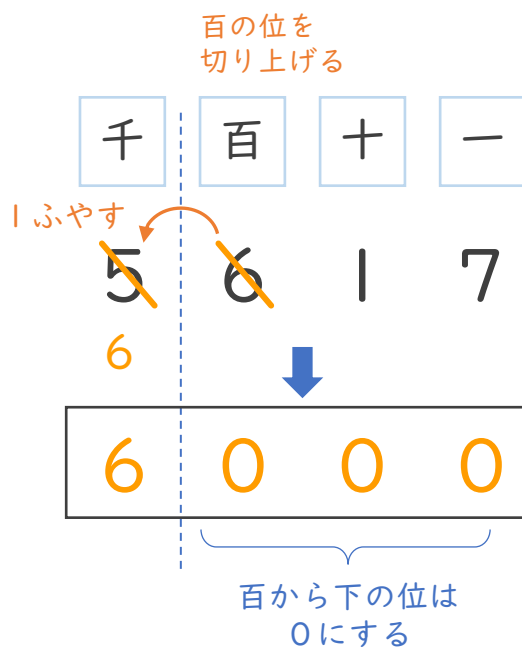 百の位を
切り上げる
千 百 十 一
1ふやす
5 6 1 7
6
6 0 0 0
百から下の位は
0にする